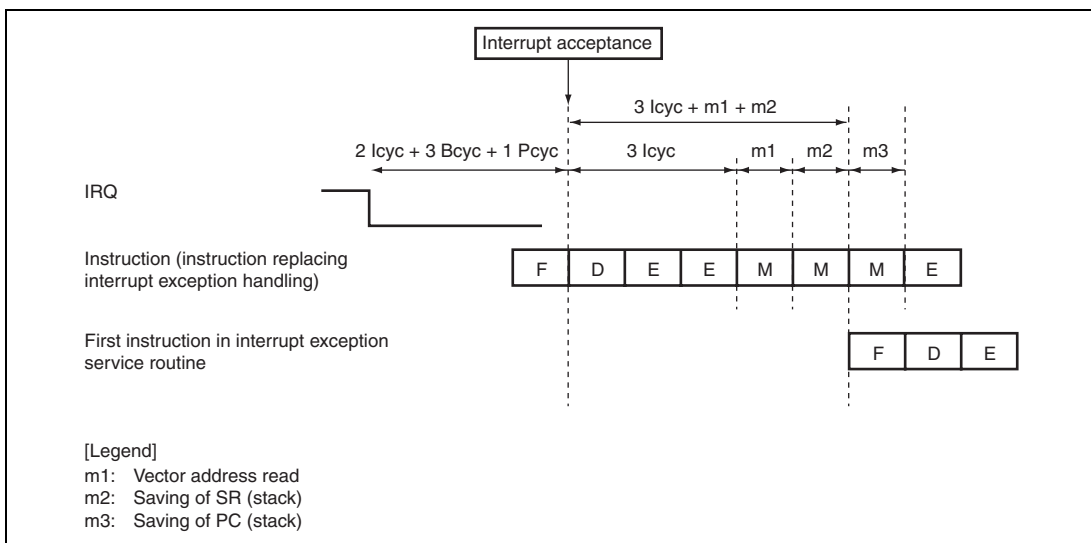 Interrupt acceptance
3 Icyc + m1 + m2
2 Icyc + 3 Bcyc + 1 Pcyc
3 Icyc
m1
m2
m3
IRQ
Instruction (instruction replacing
interrupt exception handling)
F D E E M M M E
First instruction in interrupt exception
service routine
F D E
[Legend]
m1: Vector address read
m2: Saving of SR (stack)
m3: Saving of PC (stack)